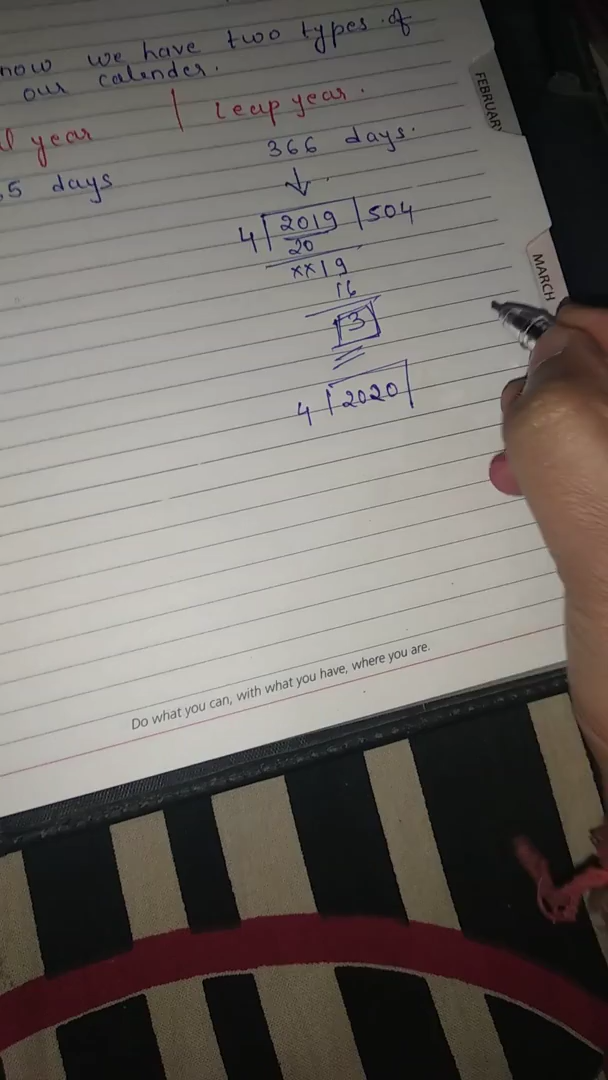 now we have two types of
our calender.
year | leap year.
5 days 366 days.
↓
4 | 2019 | 504
20
xx19
16
3
4 | 2020 |
FEBRUARY
MARCH
Do what you can, with what you have, where you are.